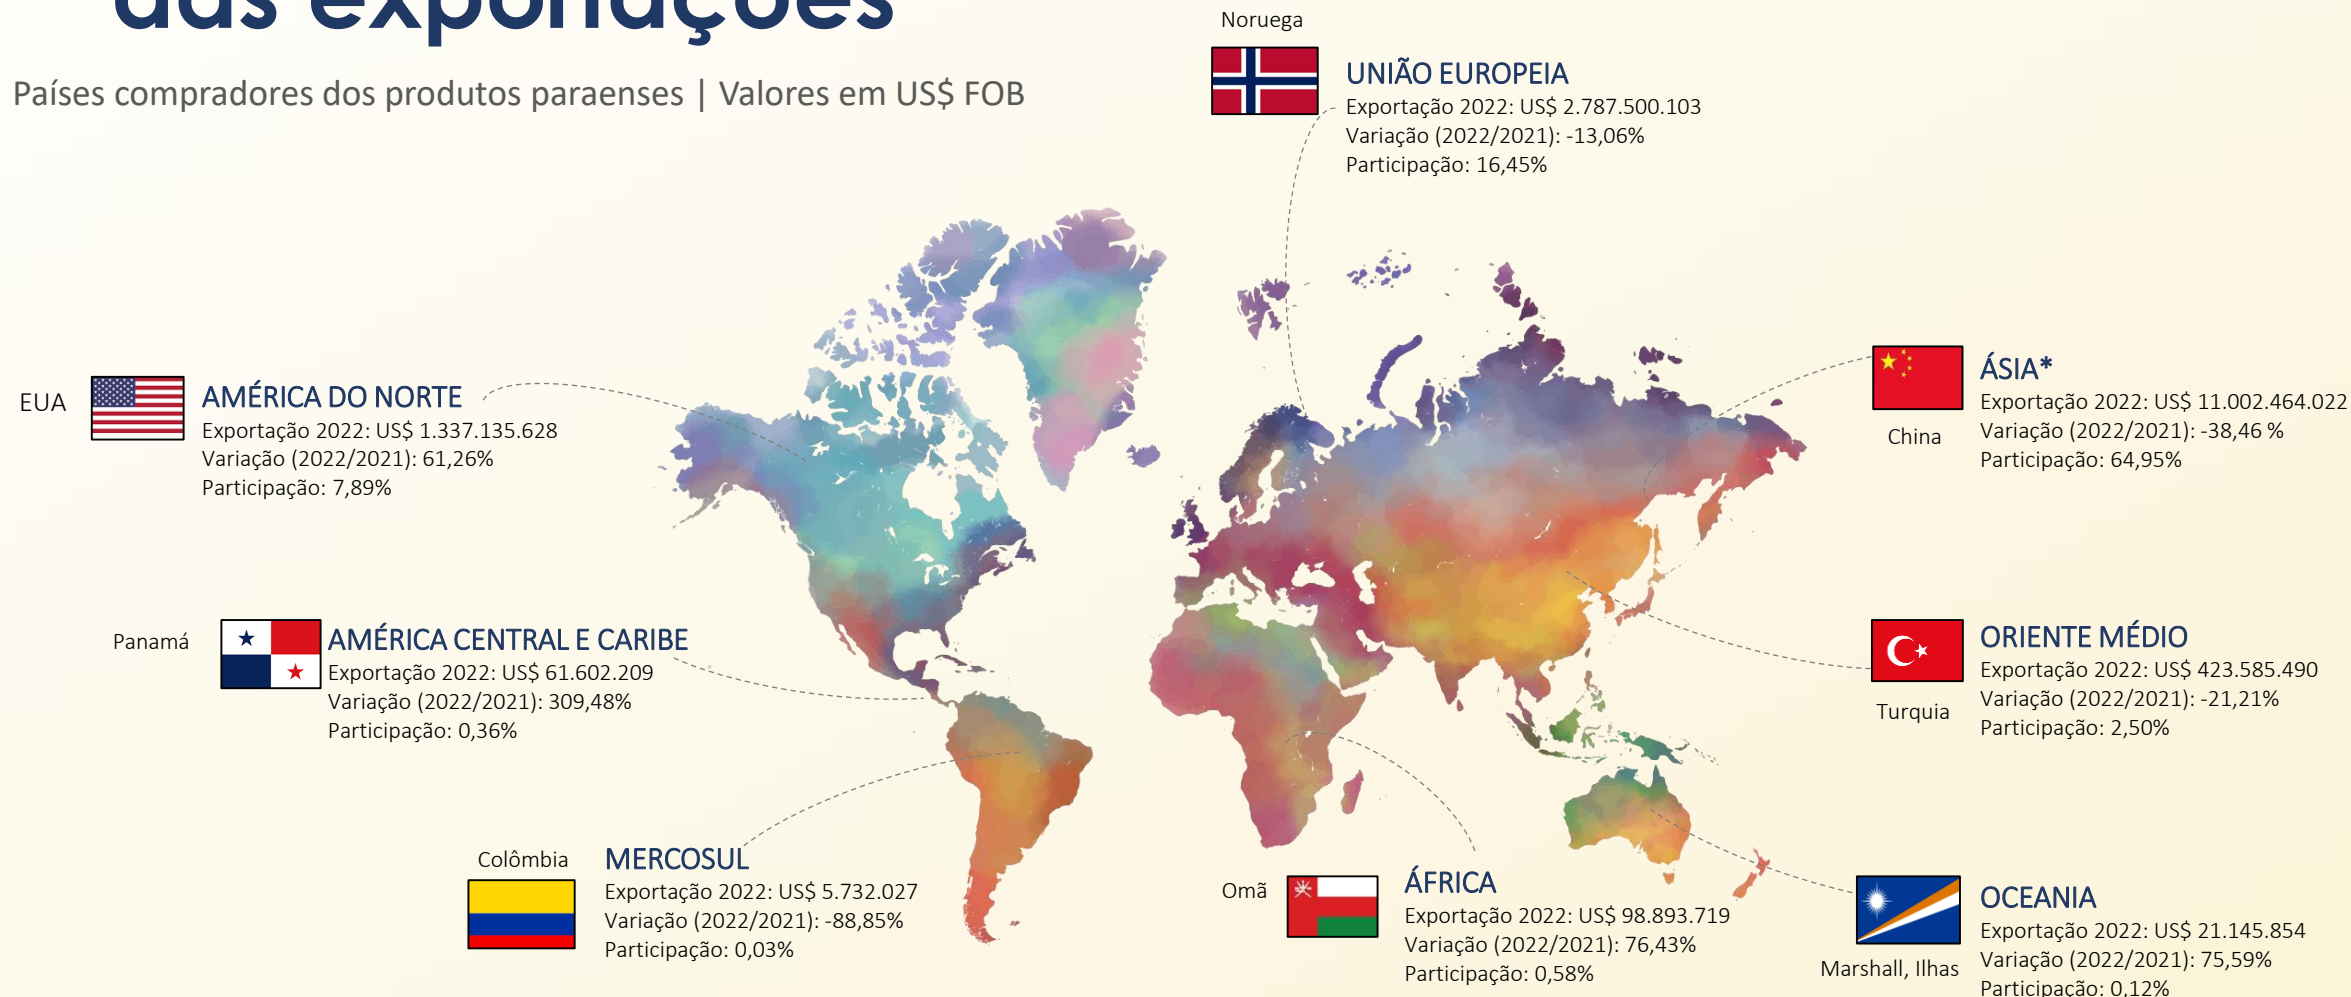 das exportações
Países compradores dos produtos paraenses | Valores em US$ FOB
Noruega
UNIÃO EUROPEIA
Exportação 2022: US$ 2.787.500.103
Variação (2022/2021): -13,06%
Participação: 16,45%
EUA
AMÉRICA DO NORTE
Exportação 2022: US$ 1.337.135.628
Variação (2022/2021): 61,26%
Participação: 7,89%
China
ÁSIA*
Exportação 2022: US$ 11.002.464.022
Variação (2022/2021): -38,46 %
Participação: 64,95%
Panamá
AMÉRICA CENTRAL E CARIBE
Exportação 2022: US$ 61.602.209
Variação (2022/2021): 309,48%
Participação: 0,36%
Turquia
ORIENTE MÉDIO
Exportação 2022: US$ 423.585.490
Variação (2022/2021): -21,21%
Participação: 2,50%
Colômbia
MERCOSUL
Exportação 2022: US$ 5.732.027
Variação (2022/2021): -88,85%
Participação: 0,03%
Omã
ÁFRICA
Exportação 2022: US$ 98.893.719
Variação (2022/2021): 76,43%
Participação: 0,58%
Marshall, Ilhas
OCEANIA
Exportação 2022: US$ 21.145.854
Variação (2022/2021): 75,59%
Participação: 0,12%